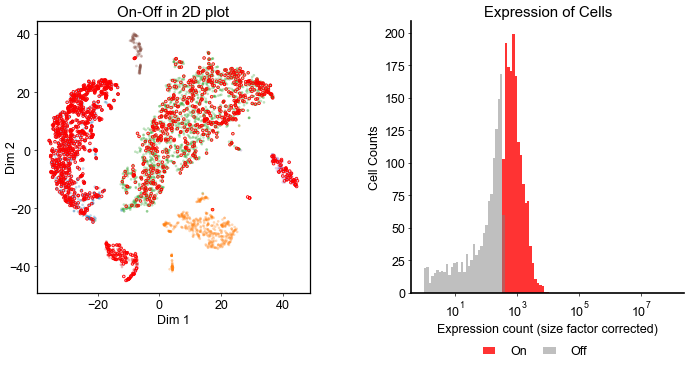 On-Off in 2D plot
40
20
0
−20
−40
Dim 2
−20
0
20
40
Dim 1
Expression of Cells
200
175
150
125
100
75
50
25
0
Cell Counts
10^1
10^3
10^5
10^7
Expression count (size factor corrected)
On
Off